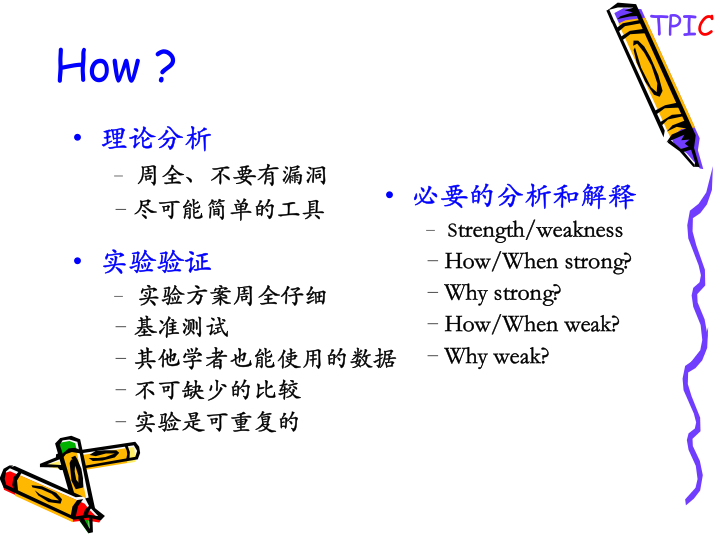 TPIC
How ?
• 理论分析
– 周全、不要有漏洞
– 尽可能简单的工具
• 实验验证
– 实验方案周全仔细
– 基准测试
– 其他学者也能使用的数据
– 不可缺少的比较
– 实验是可重复的
• 必要的分析和解释
– Strength/weakness
– How/When strong?
– Why strong?
– How/When weak?
– Why weak?